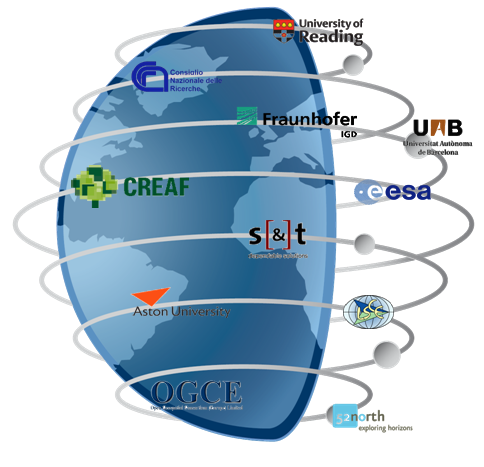 University of
Reading
Consiglio
Nazionale delle
Ricerche
Fraunhofer
IGD
UAB
Universitat Autònoma
de Barcelona
CREAF
esa
s[&]t
Aston University
OGCE
52north
exploring horizons